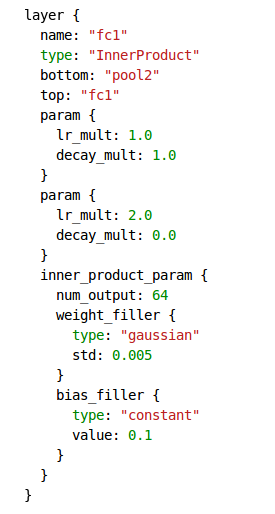 layer {
  name: "fc1"
  type: "InnerProduct"
  bottom: "pool2"
  top: "fc1"
  param {
    lr_mult: 1.0
    decay_mult: 1.0
  }
  param {
    lr_mult: 2.0
    decay_mult: 0.0
  }
  inner_product_param {
    num_output: 64
    weight_filler {
      type: "gaussian"
      std: 0.005
    }
    bias_filler {
      type: "constant"
      value: 0.1
    }
  }
}